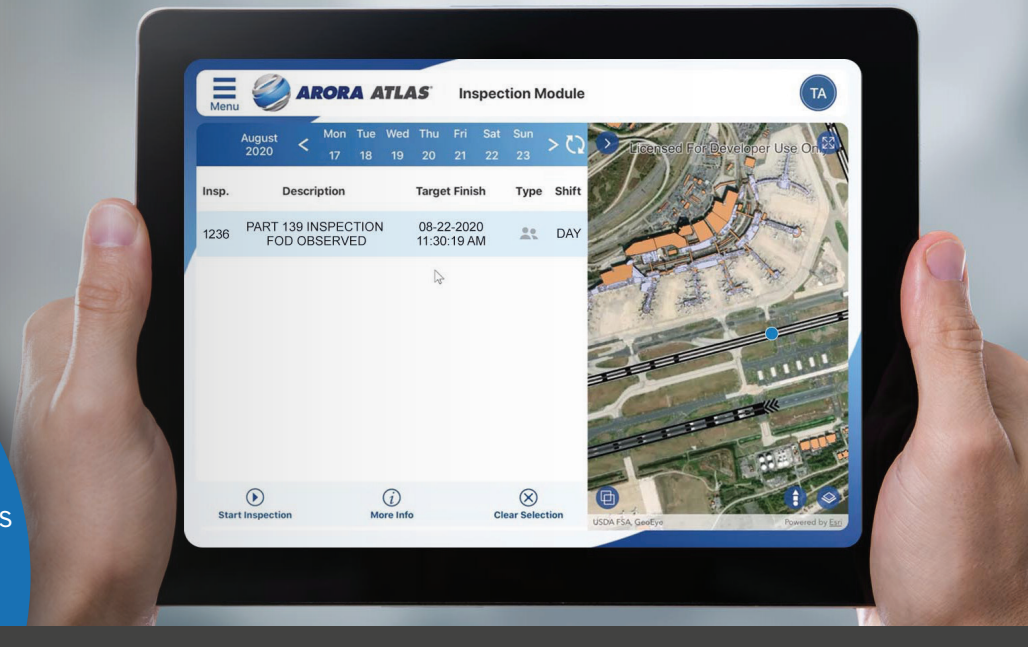 Menu
ARORA ATLAS
Inspection Module
TA
August
2020
< Mon Tue Wed Thu Fri Sat Sun >
17 18 19 20 21 22 23
Insp. Description Target Finish Type Shift
1236 PART 139 INSPECTION FOD OBSERVED 08-22-2020 11:30:19 AM DAY
Start Inspection
More Info
Clear Selection
Licensed For Developer Use On
USDA FSA, GeoEye
Powered by Esri
S